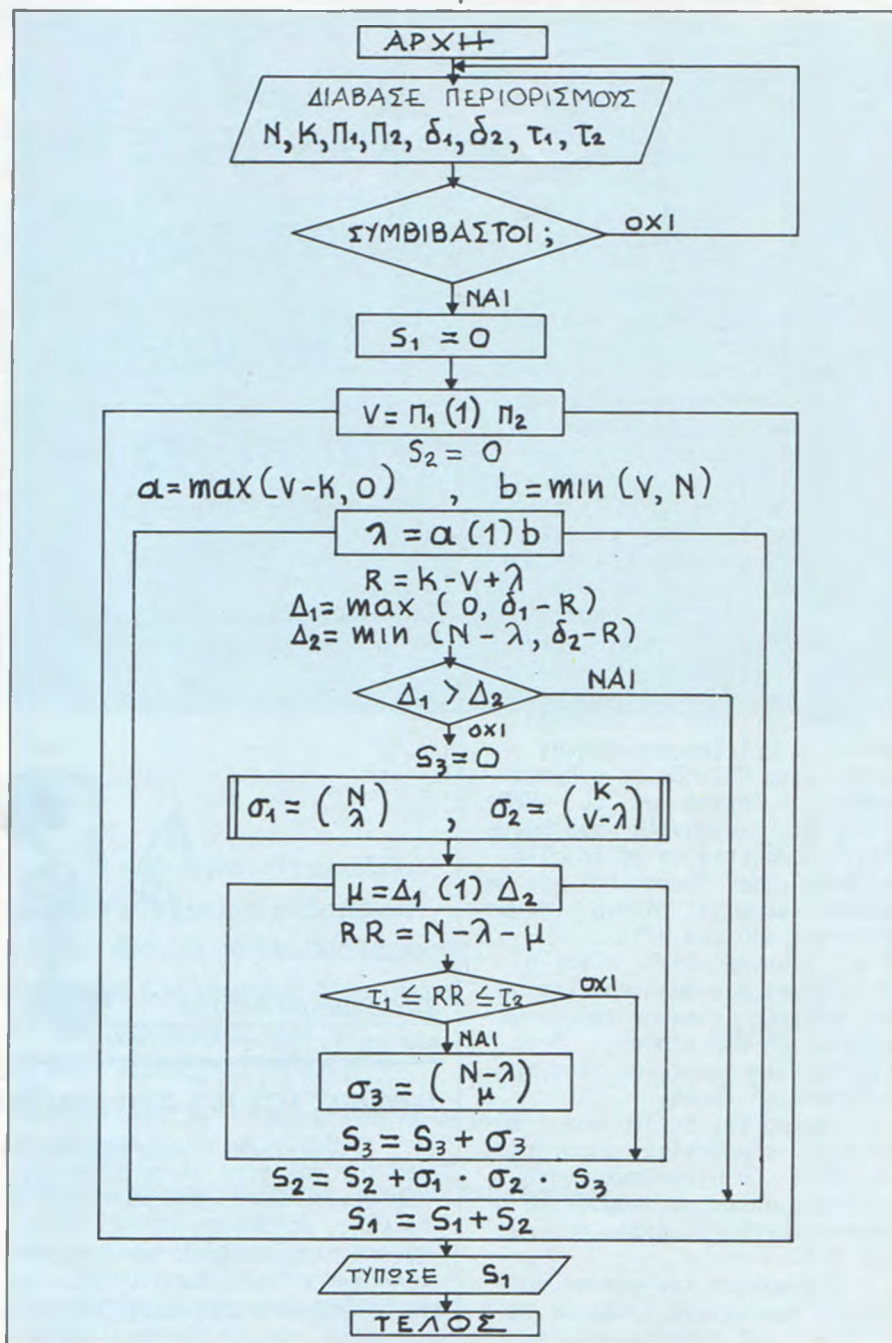 ΑΡΧΗ
ΔΙΑΒΑΣΕ ΠΕΡΙΟΡΙΣΜΟΥΣ
Ν, Κ, Π₁, Π₂, δ₁, δ₂, τ₁, τ₂
ΣΥΜΒΙΒΑΣΤΟΙ ; ΟΧΙ
ΝΑΙ
S₁ = 0
V = Π₁ (1) Π₂
S₂ = 0
a = max (V-K, 0) , b = min (V, N)
λ = a (1) b
R = K - V + λ
Δ₁ = max (0, δ₁ - R)
Δ₂ = min (N - λ, δ₂ - R)
Δ₁ > Δ₂ ΝΑΙ
ΟΧΙ
S₃ = 0
σ₁ = (N λ) , σ₂ = (K V-λ)
μ = Δ₁ (1) Δ₂
RR = N - λ - μ
τ₁ ≤ RR ≤ τ₂ ΟΧΙ
ΝΑΙ
σ₃ = (N-λ μ)
S₃ = S₃ + σ₃
S₂ = S₂ + σ₁ · σ₂ · S₃
S₁ = S₁ + S₂
ΤΥΠΩΣΕ S₁
ΤΕΛΟΣ